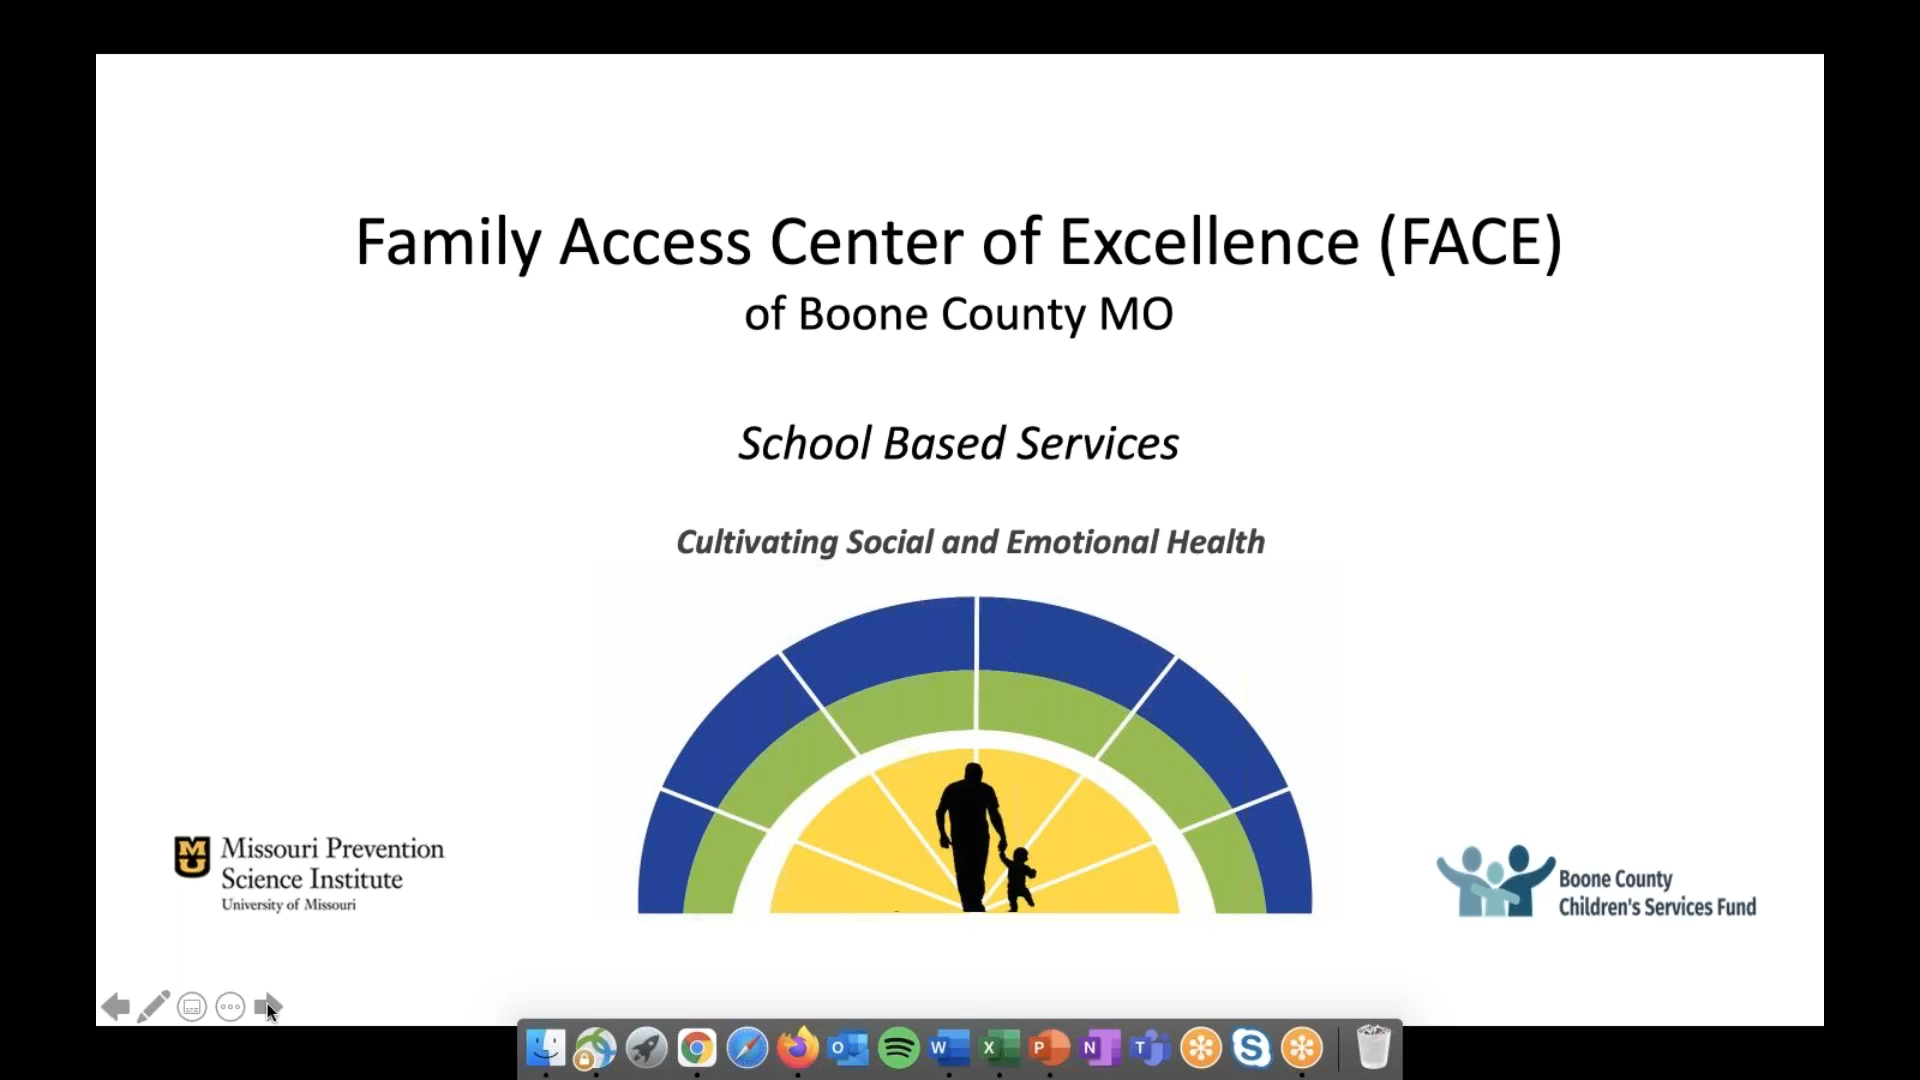 Family Access Center of Excellence (FACE)
of Boone County MO
School Based Services
Cultivating Social and Emotional Health
MU
Missouri Prevention
Science Institute
University of Missouri
Boone County
Children's Services Fund
O
W
X
P
N
T
S